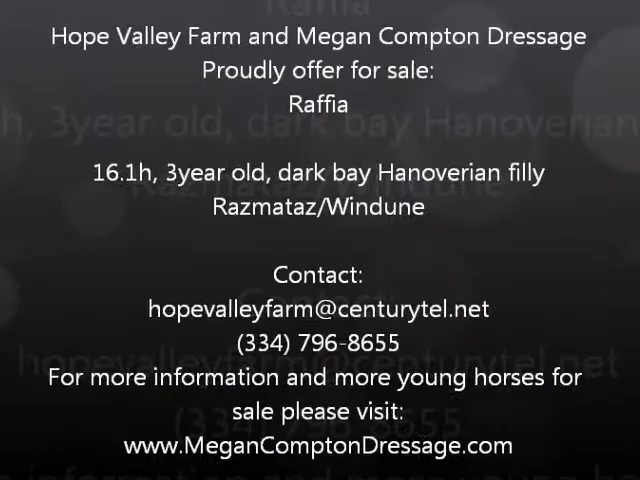 Hope Valley Farm and Megan Compton Dressage
Proudly offer for sale:
Raffia
16.1h, 3year old, dark bay Hanoverian filly
Razmataz/Windune
Contact:
hopevalleyfarm@centurytel.net
(334) 796-8655
For more information and more young horses for
sale please visit:
www.MeganComptonDressage.com